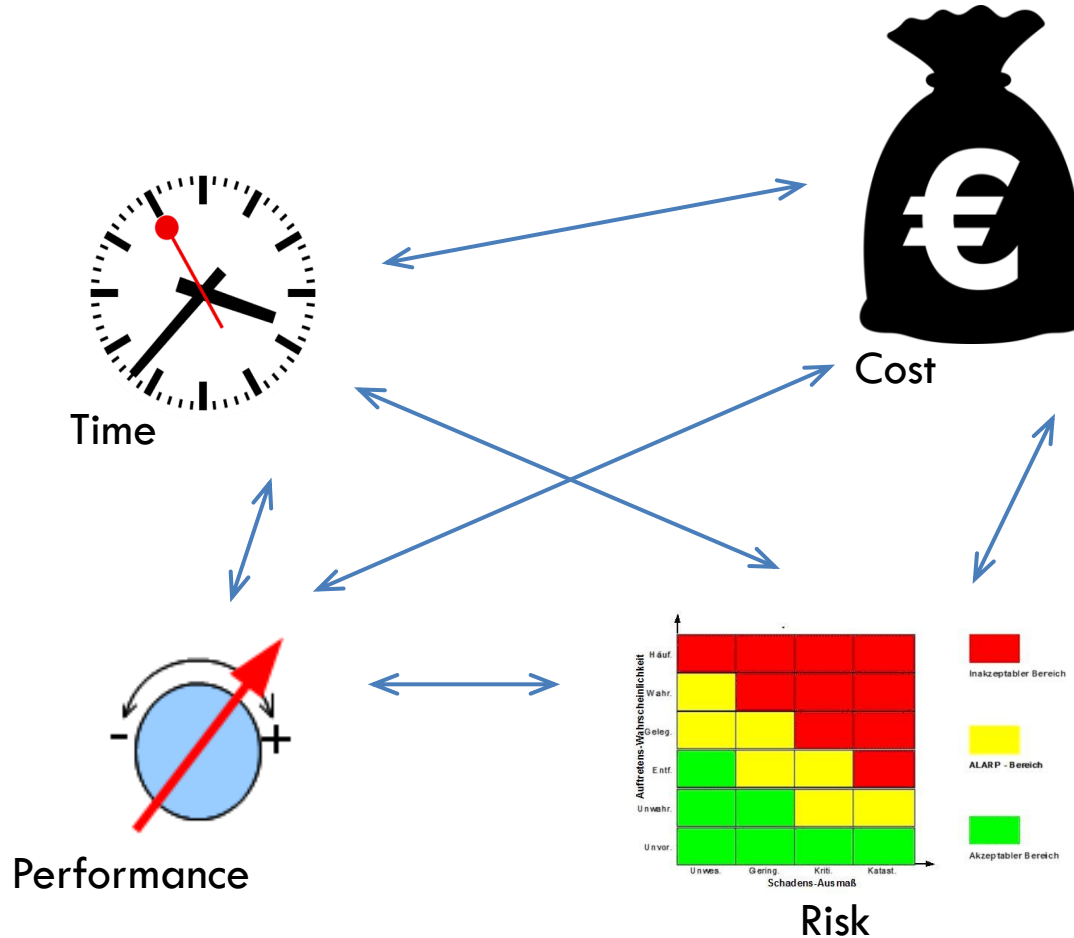 €
Cost
Time
Häuf.
Wahr.
Geleg.
Entf.
Unwahr.
Unvor.
Auftretens-Wahrscheinlichkeit
Unwes.
Gering.
Kriti.
Katast.
Schadens-Ausmaß
Inakzeptabler Bereich
ALARP - Bereich
Akzeptabler Bereich
- +
Performance
Risk